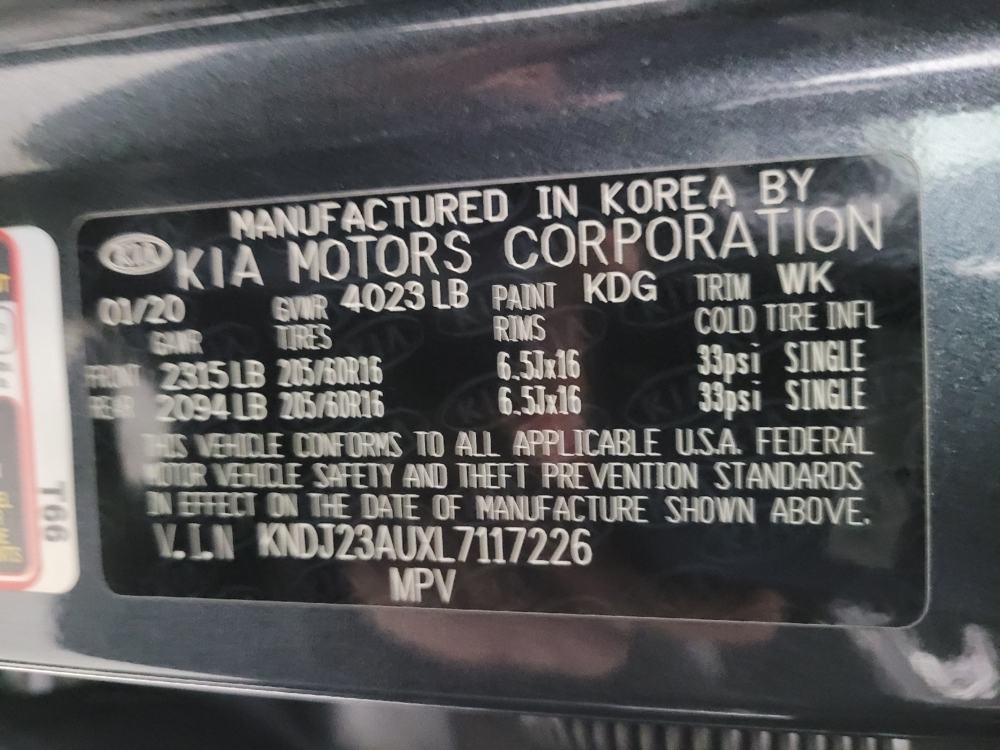 MANUFACTURED IN KOREA BY
KIA KIA MOTORS CORPORATION
01/20 GVWR 4023 LB PAINT KDG TRIM WK
GAWR TIRES RIMS COLD TIRE INFL
FRONT 2315 LB 205/60R16 6.5Jx16 33psi SINGLE
REAR 2094 LB 205/60R16 6.5Jx16 33psi SINGLE
THIS VEHICLE CONFORMS TO ALL APPLICABLE U.S.A. FEDERAL
MOTOR VEHICLE SAFETY AND THEFT PREVENTION STANDARDS
IN EFFECT ON THE DATE OF MANUFACTURE SHOWN ABOVE.
V.I.N KNDJ23AUXL7117226
MPV
T66